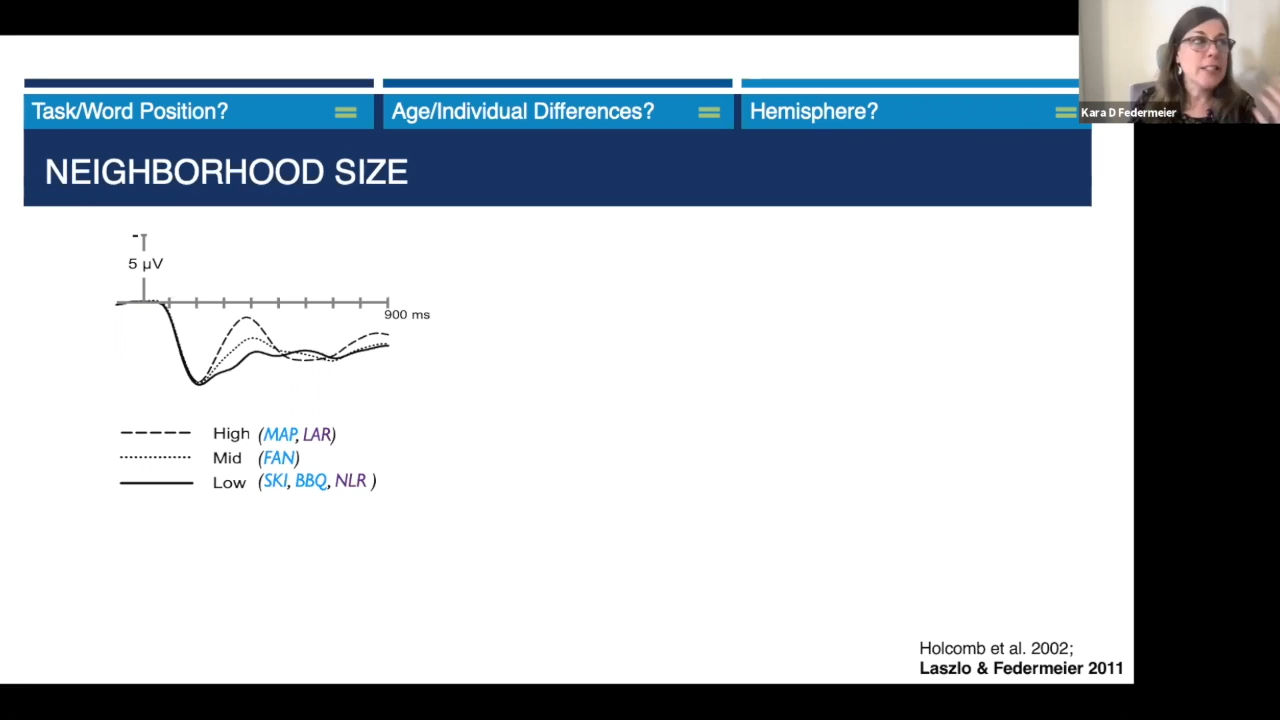 Task/Word Position? =
Age/Individual Differences? =
Hemisphere? =
Kara D Federmeier
NEIGHBORHOOD SIZE
-
5 µV
900 ms
High (MAP, LAR)
Mid (FAN)
Low (SKI, BBQ, NLR )
Holcomb et al. 2002;
Laszlo & Federmeier 2011